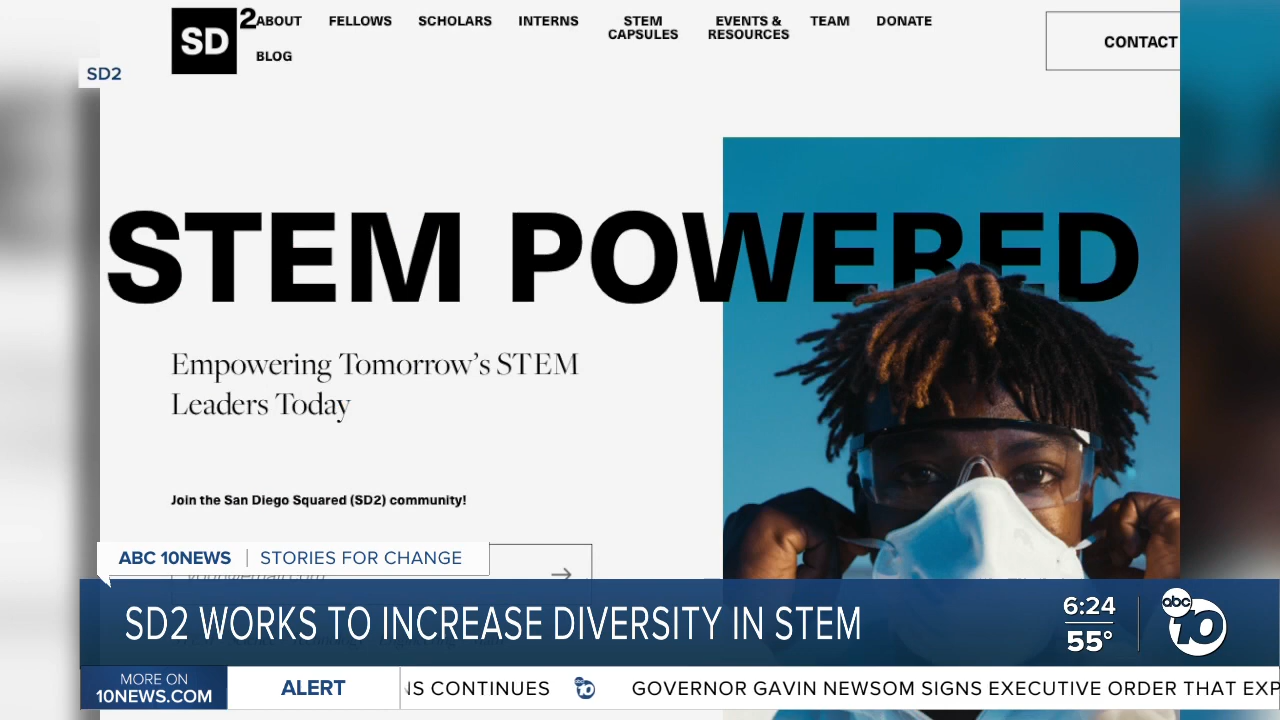 SD2
SD2
ABOUT FELLOWS SCHOLARS INTERNS STEM CAPSULES EVENTS & RESOURCES TEAM DONATE
BLOG
CONTACT
STEM POWERED
Empowering Tomorrow's STEM
Leaders Today
Join the San Diego Squared (SD2) community!
ABC 10NEWS | STORIES FOR CHANGE
SD2 WORKS TO INCREASE DIVERSITY IN STEM
6:24
55°
abc
10
MORE ON
10NEWS.COM
ALERT
NS CONTINUES
GOVERNOR GAVIN NEWSOM SIGNS EXECUTIVE ORDER THAT EXP